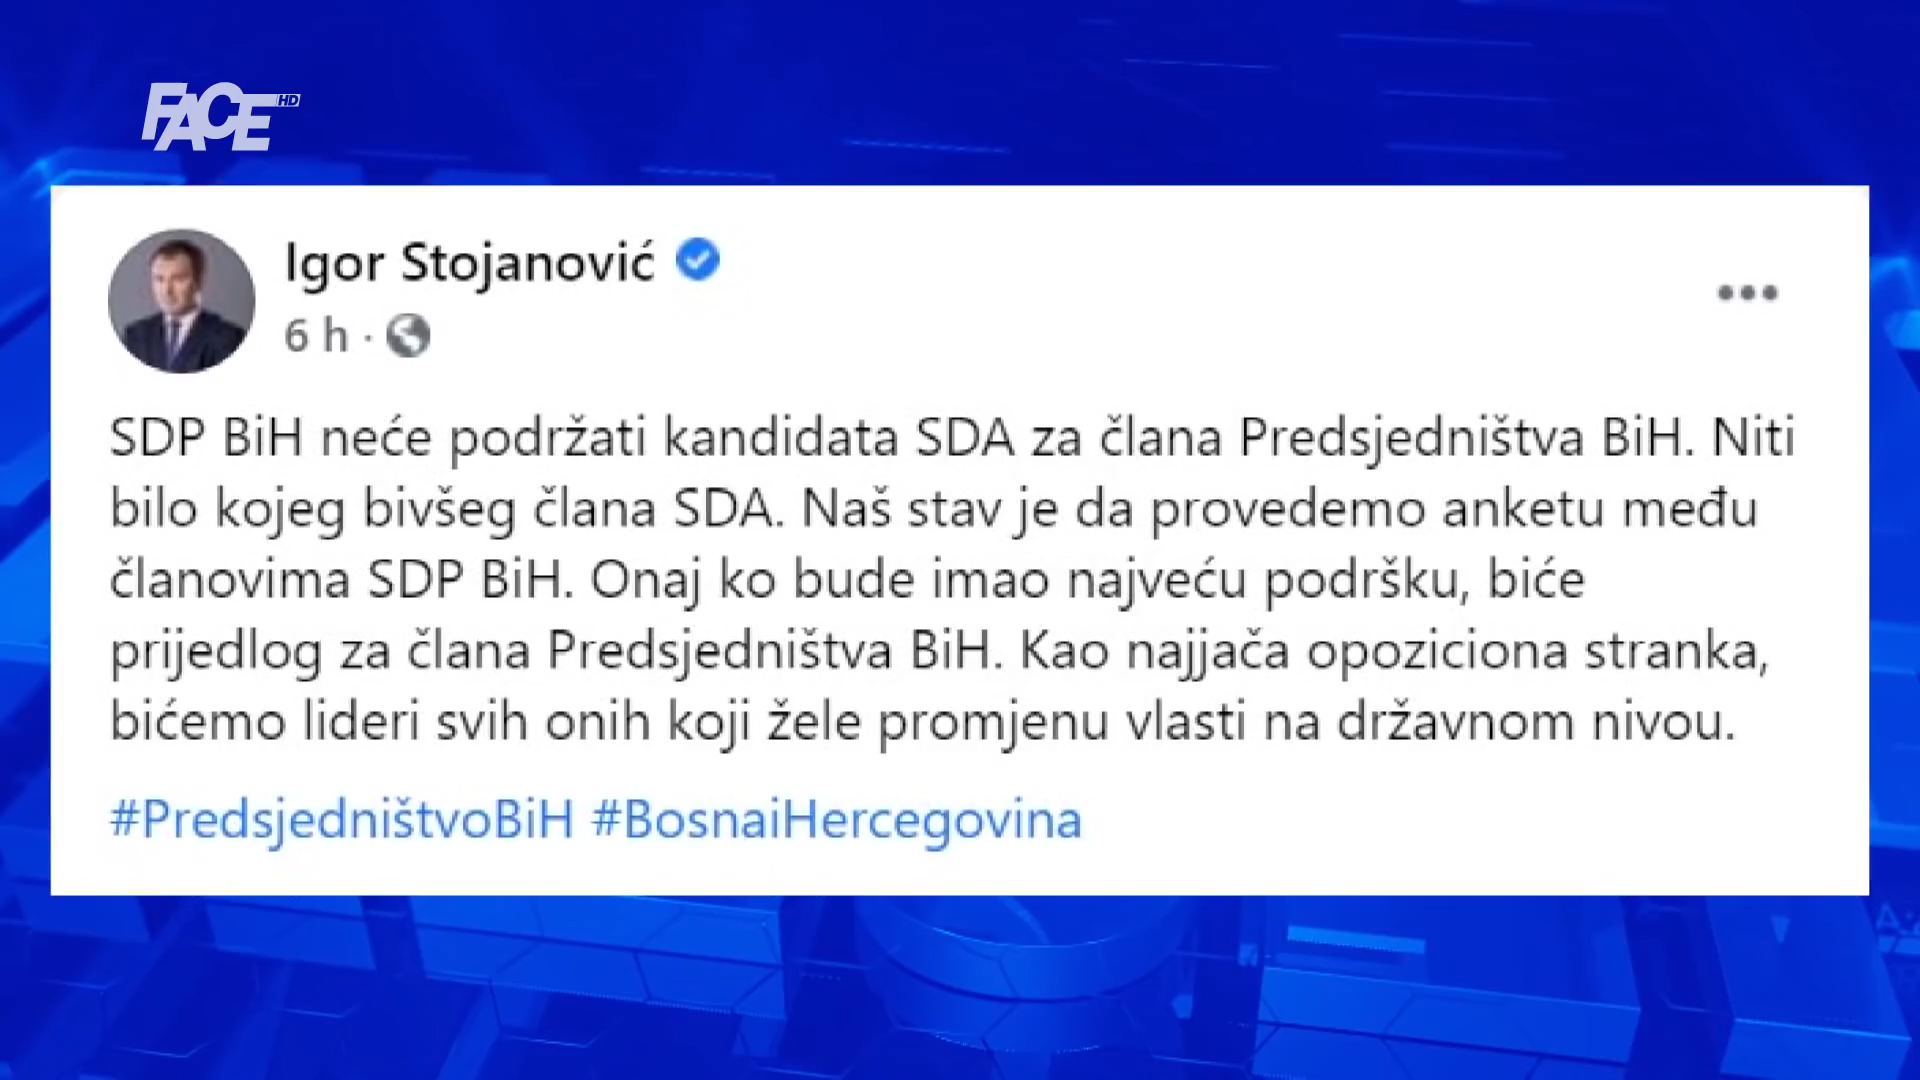 FACE HD
Igor Stojanović
6 h ·
SDP BiH neće podržati kandidata SDA za člana Predsjedništva BiH. Niti
bilo kojeg bivšeg člana SDA. Naš stav je da provedemo anketu među
članovima SDP BiH. Onaj ko bude imao najveću podršku, biće
prijedlog za člana Predsjedništva BiH. Kao najjača opoziciona stranka,
bićemo lideri svih onih koji žele promjenu vlasti na državnom nivou.
#PredsjedništvoBiH #BosnaiHercegovina